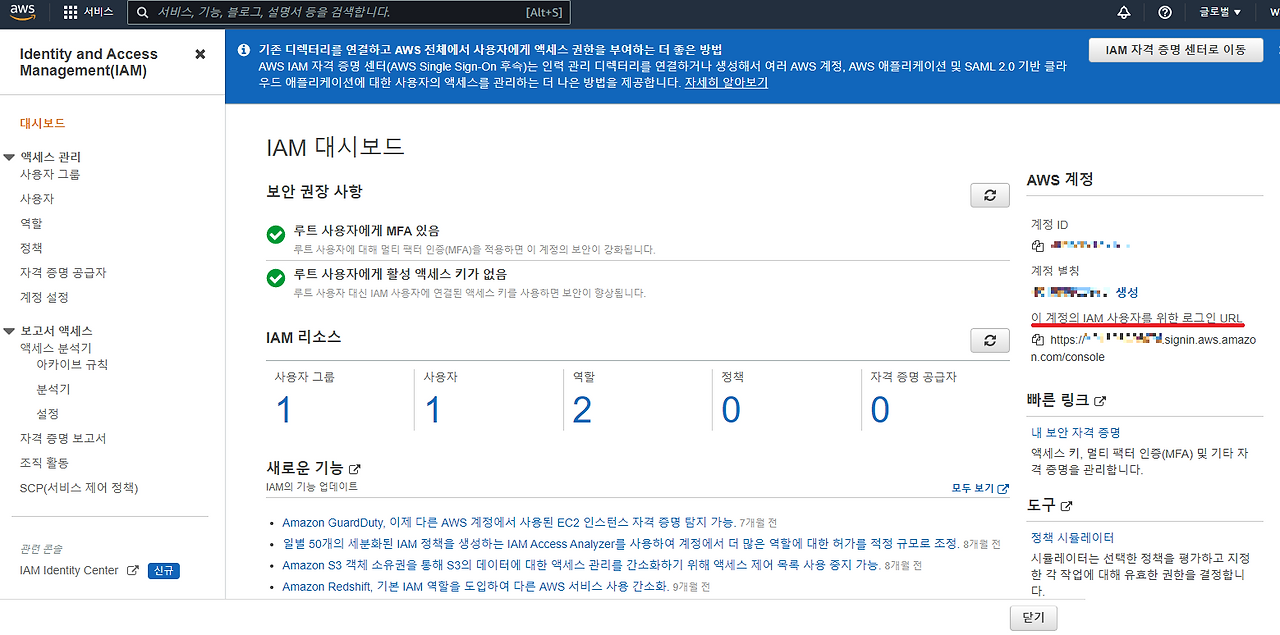 aws
서비스
서비스, 기능, 블로그, 설명서 등을 검색합니다.
[Alt+S]
글로벌 ▼
W
Identity and Access
Management(IAM)
기존 디렉터리를 연결하고 AWS 전체에서 사용자에게 액세스 권한을 부여하는 더 좋은 방법
AWS IAM 자격 증명 센터(AWS Single Sign-On 후속)는 인력 관리 디렉터리를 연결하거나 생성해서 여러 AWS 계정, AWS 애플리케이션 및 SAML 2.0 기반 클라
우드 애플리케이션에 대한 사용자의 액세스를 관리하는 더 나은 방법을 제공합니다. 자세히 알아보기
IAM 자격 증명 센터로 이동
대시보드
액세스 관리
사용자 그룹
사용자
역할
정책
자격 증명 공급자
계정 설정
보고서 액세스
액세스 분석기
아카이브 규칙
분석기
설정
자격 증명 보고서
조직 활동
SCP(서비스 제어 정책)
관련 콘솔
IAM Identity Center
신규
IAM 대시보드
보안 권장 사항
루트 사용자에게 MFA 있음
루트 사용자에 대해 멀티 팩터 인증(MFA)을 적용하면 이 계정의 보안이 강화됩니다.
루트 사용자에게 활성 액세스 키가 없음
루트 사용자 대신 IAM 사용자에 연결된 액세스 키를 사용하면 보안이 향상됩니다.
IAM 리소스
사용자 그룹
1
사용자
1
역할
2
정책
0
자격 증명 공급자
0
새로운 기능
IAM의 기능 업데이트
모두 보기
Amazon GuardDuty, 이제 다른 AWS 계정에서 사용된 EC2 인스턴스 자격 증명 탐지 가능. 7개월 전
일별 50개의 세분화된 IAM 정책을 생성하는 IAM Access Analyzer를 사용하여 계정에서 더 많은 역할에 대한 허가를 적정 규모로 조정. 8개월 전
Amazon S3 객체 소유권을 통해 S3의 데이터에 대한 액세스 관리를 간소화하기 위해 액세스 제어 목록 사용 중지 가능. 8개월 전
Amazon Redshift, 기본 IAM 역할을 도입하여 다른 AWS 서비스 사용 간소화. 9개월 전
AWS 계정
계정 ID
계정 별칭
생성
이 계정의 IAM 사용자를 위한 로그인 URL
https:// .signin.aws.amazo
n.com/console
빠른 링크
내 보안 자격 증명
액세스 키, 멀티 팩터 인증(MFA) 및 기타 자
격 증명을 관리합니다.
도구
정책 시뮬레이터
시뮬레이터는 선택한 정책을 평가하고 지정
한 각 작업에 대해 유효한 권한을 결정합니
다.
닫기